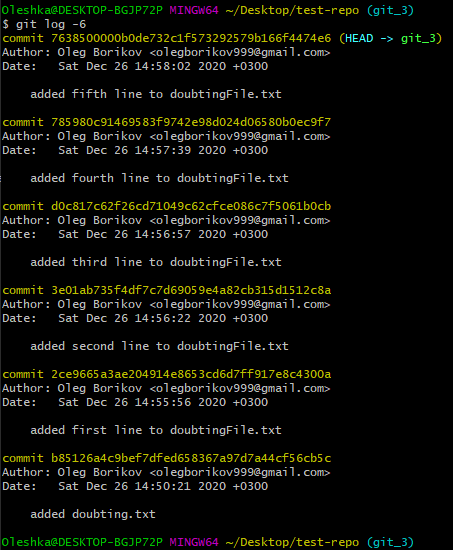 Oleshka@DESKTOP-BGJP72P MINGW64 ~/Desktop/test-repo (git_3)
$ git log -6
commit 7638500000b0de732c1f573292579b166f4474e6 (HEAD -> git_3)
Author: Oleg Borikov <olegborikov999@gmail.com>
Date:   Sat Dec 26 14:58:02 2020 +0300

    added fifth line to doubtingFile.txt

commit 785980c91469583f9742e98d024d06580b0ec9f7
Author: Oleg Borikov <olegborikov999@gmail.com>
Date:   Sat Dec 26 14:57:39 2020 +0300

    added fourth line to doubtingFile.txt

commit d0c817c62f26cd71049c62cfce086c7f5061b0cb
Author: Oleg Borikov <olegborikov999@gmail.com>
Date:   Sat Dec 26 14:56:57 2020 +0300

    added third line to doubtingFile.txt

commit 3e01ab735f4df7c7d69059e4a82cb315d1512c8a
Author: Oleg Borikov <olegborikov999@gmail.com>
Date:   Sat Dec 26 14:56:22 2020 +0300

    added second line to doubtingFile.txt

commit 2ce9665a3ae204914e8653cd6d7ff917e8c4300a
Author: Oleg Borikov <olegborikov999@gmail.com>
Date:   Sat Dec 26 14:55:56 2020 +0300

    added first line to doubtingFile.txt

commit b85126a4c9bef7dfed658367a97d7a44cf56cb5c
Author: Oleg Borikov <olegborikov999@gmail.com>
Date:   Sat Dec 26 14:50:21 2020 +0300

    added doubting.txt

Oleshka@DESKTOP-BGJP72P MINGW64 ~/Desktop/test-repo (git_3)